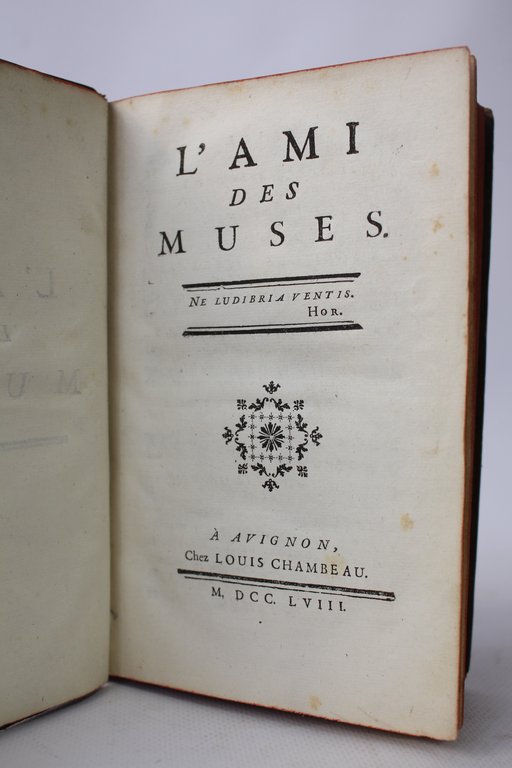 L' AMI
DES
MUSES.
NE LUDIBRIA VENTIS.
HOR.
À AVIGNON,
Chez LOUIS CHAMBEAU.
M, DCC. LVIII.